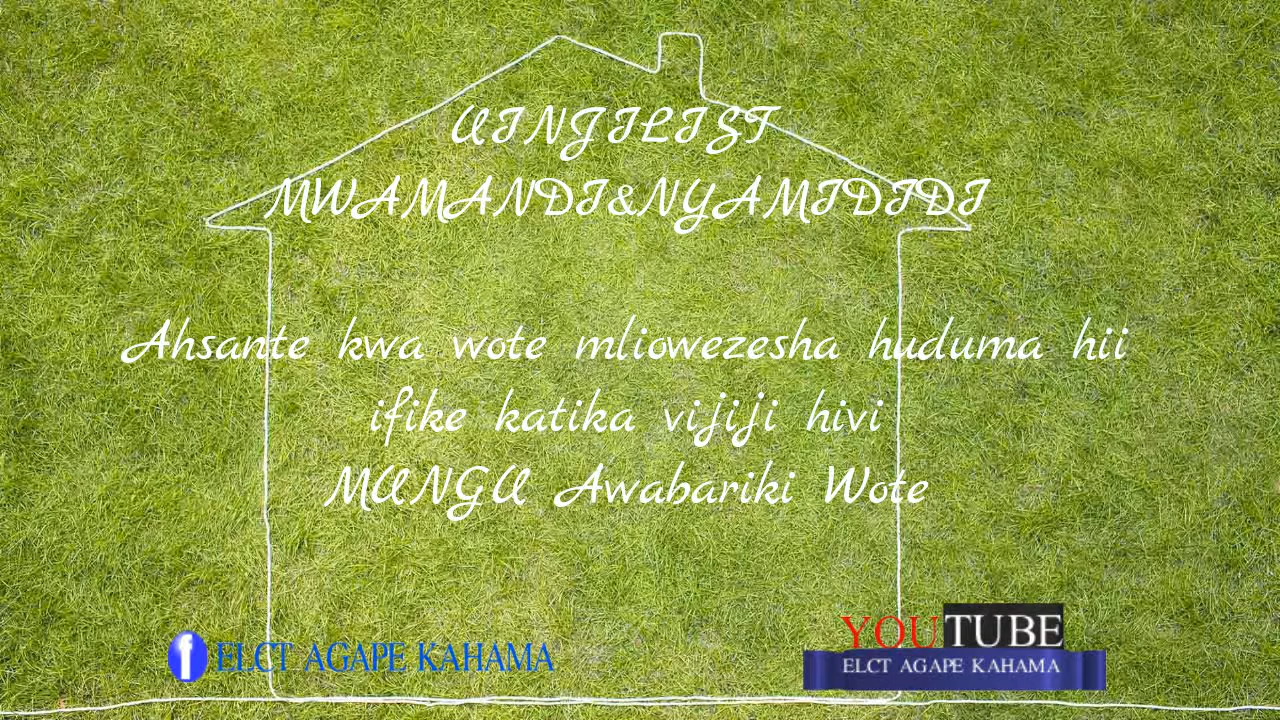 UINJILIST
MWAMANDI&NYAMIDIDI
Ahsante kwa wote mliowezesha huduma hii
ifike katika vijiji hivi
MUNGU Awabariki Wote
f ELCT AGAPE KAHAMA
YOUTUBE
ELCT AGAPE KAHAMA